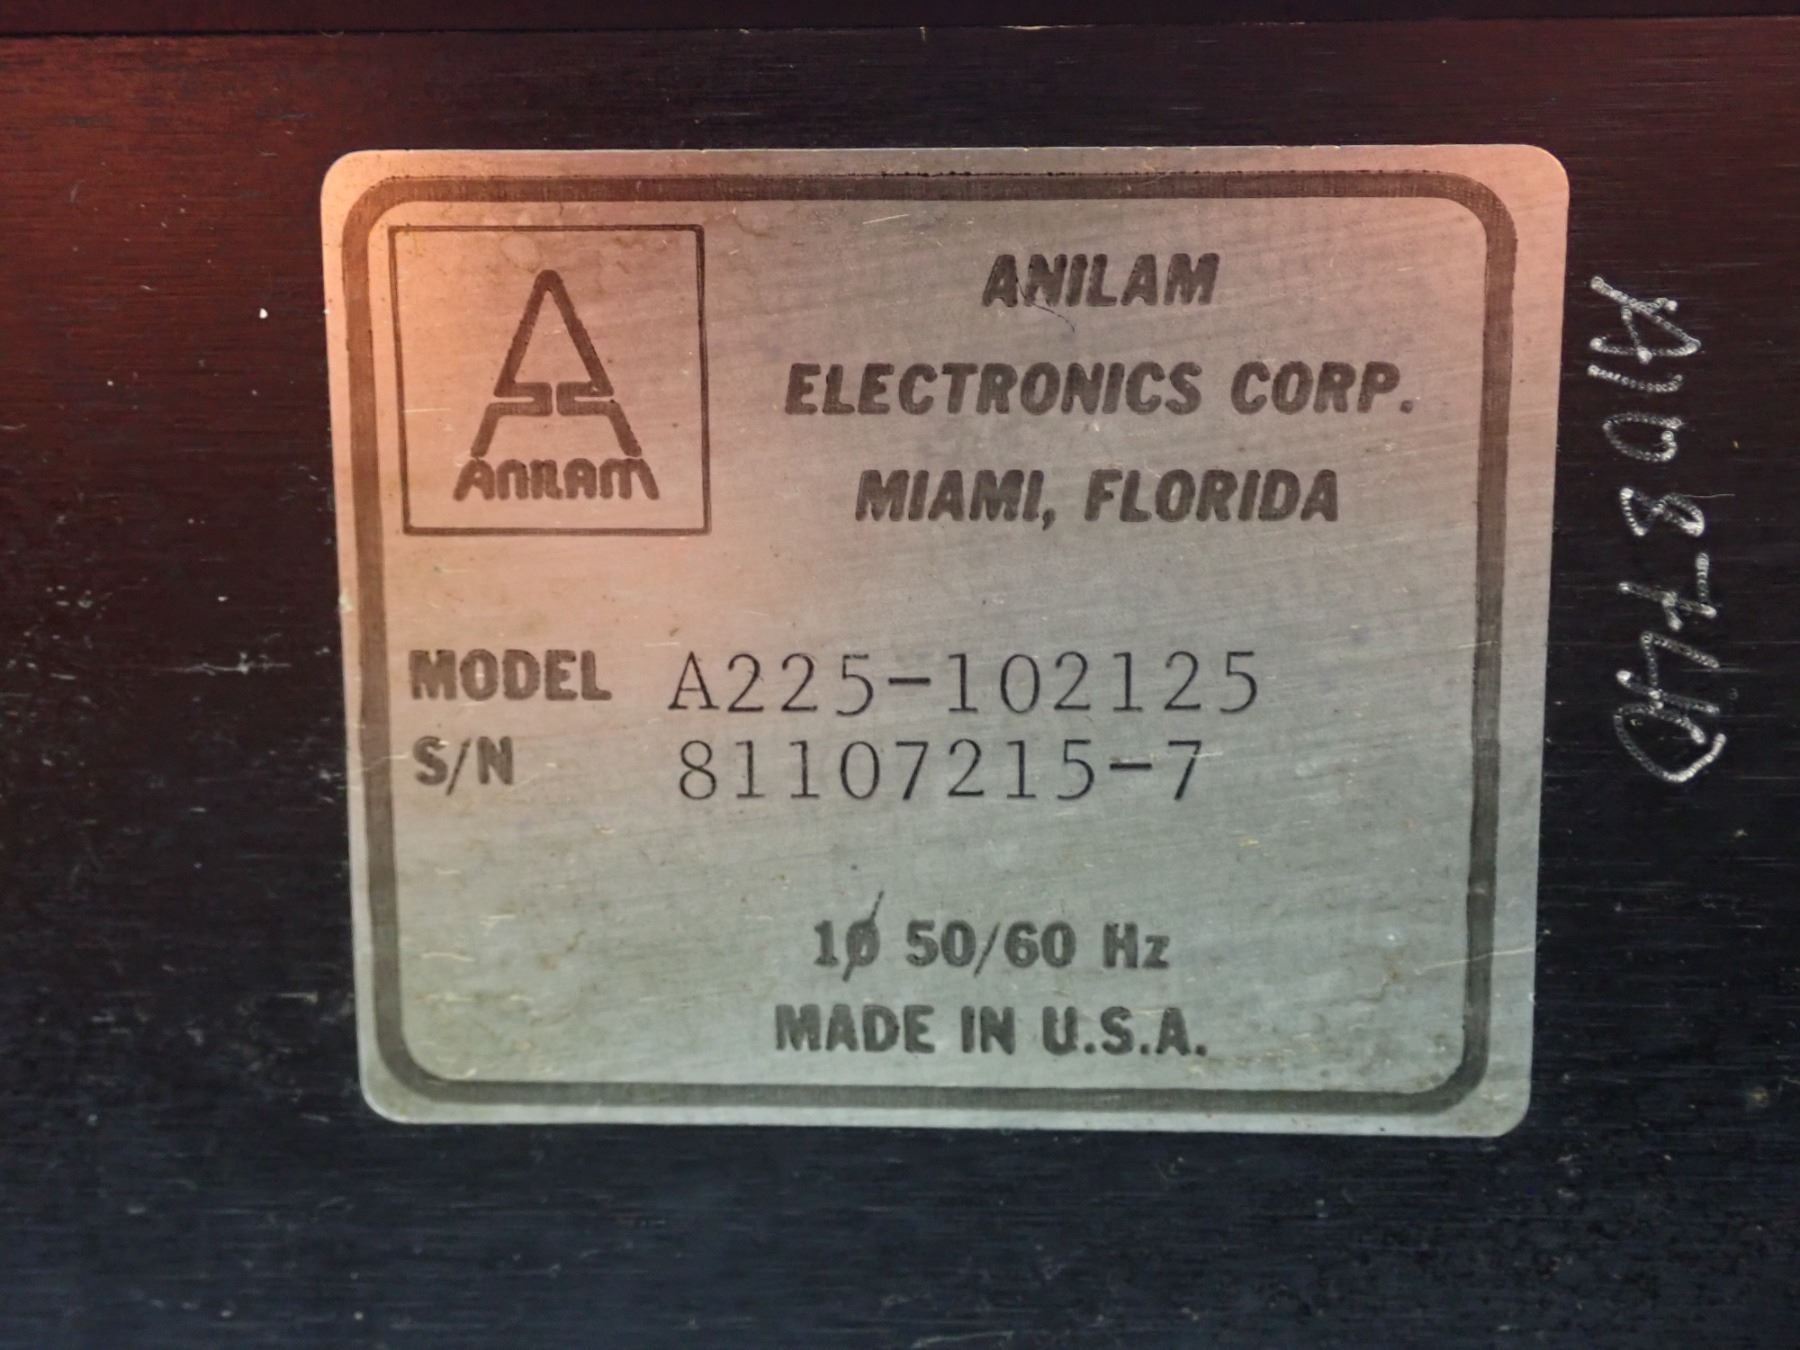 ANILAM
ANILAM
ELECTRONICS CORP.
MIAMI, FLORIDA
MODEL A225-102125
S/N 81107215-7
1ø 50/60 Hz
MADE IN U.S.A.